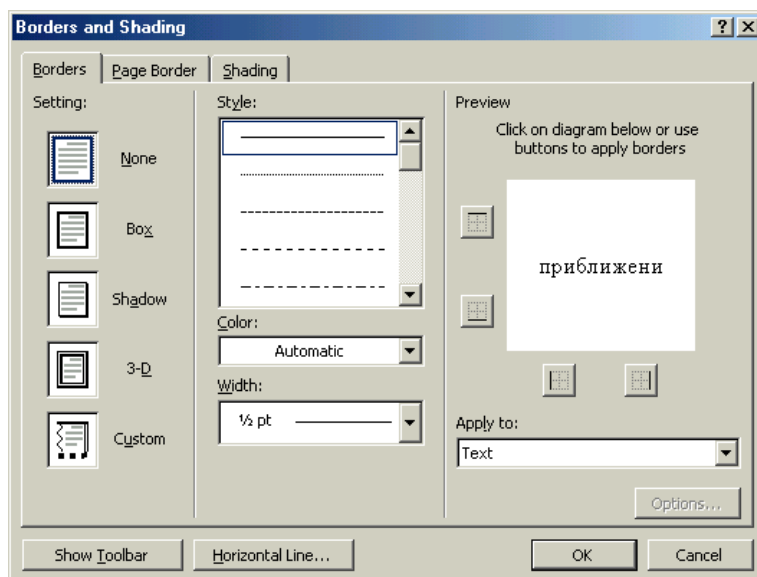 Borders and Shading
Borders
Page Border
Shading
Setting:
None
Box
Shadow
3-D
Custom
Style:
Color:
Automatic
Width:
½ pt
Preview
Click on diagram below or use
buttons to apply borders
приближени
Apply to:
Text
Options...
Show Toolbar
Horizontal Line...
OK
Cancel